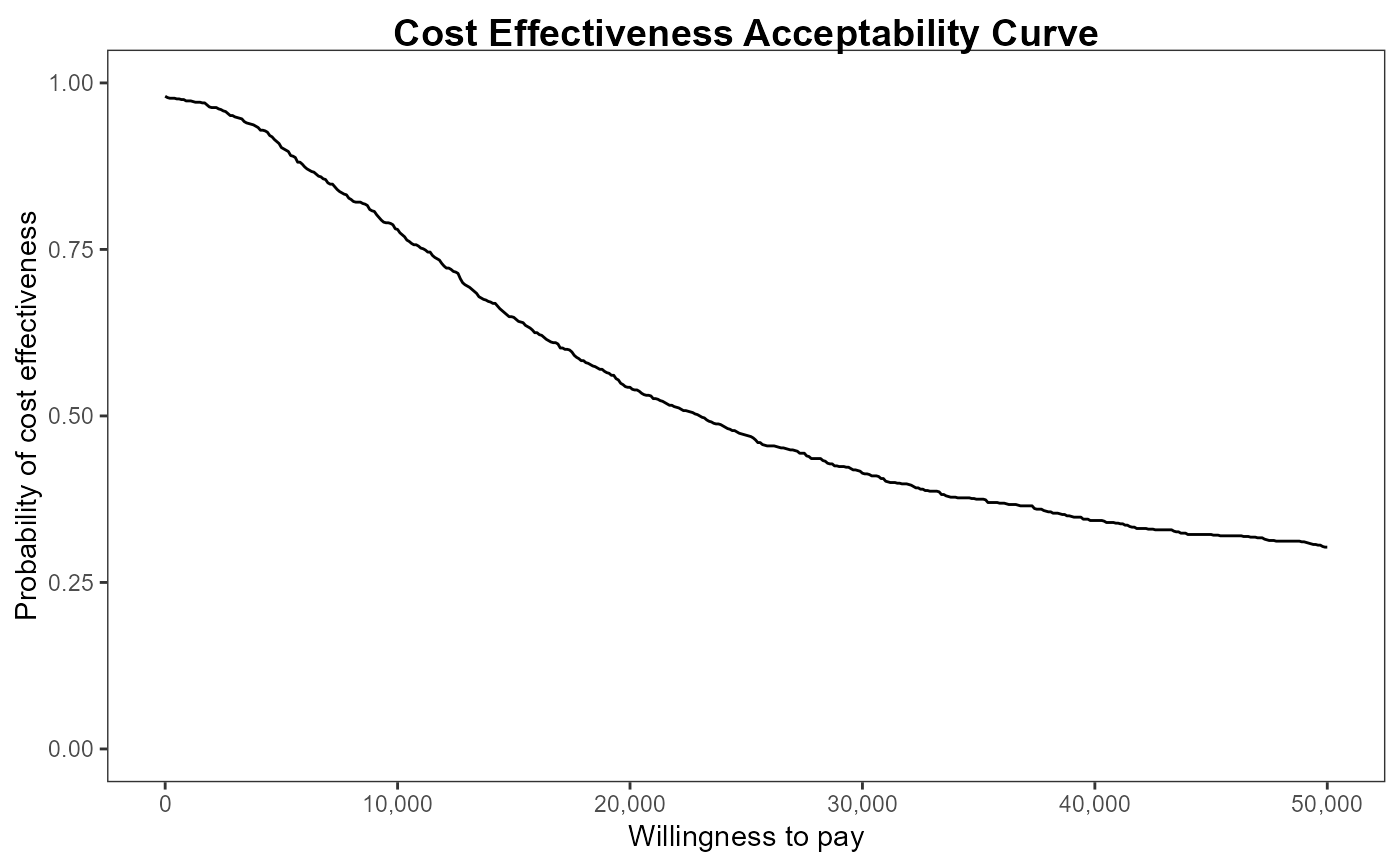 Cost Effectiveness Acceptability Curve
Probability of cost effectiveness
1.00
0.75
0.50
0.25
0.00
0 10,000 20,000 30,000 40,000 50,000
Willingness to pay